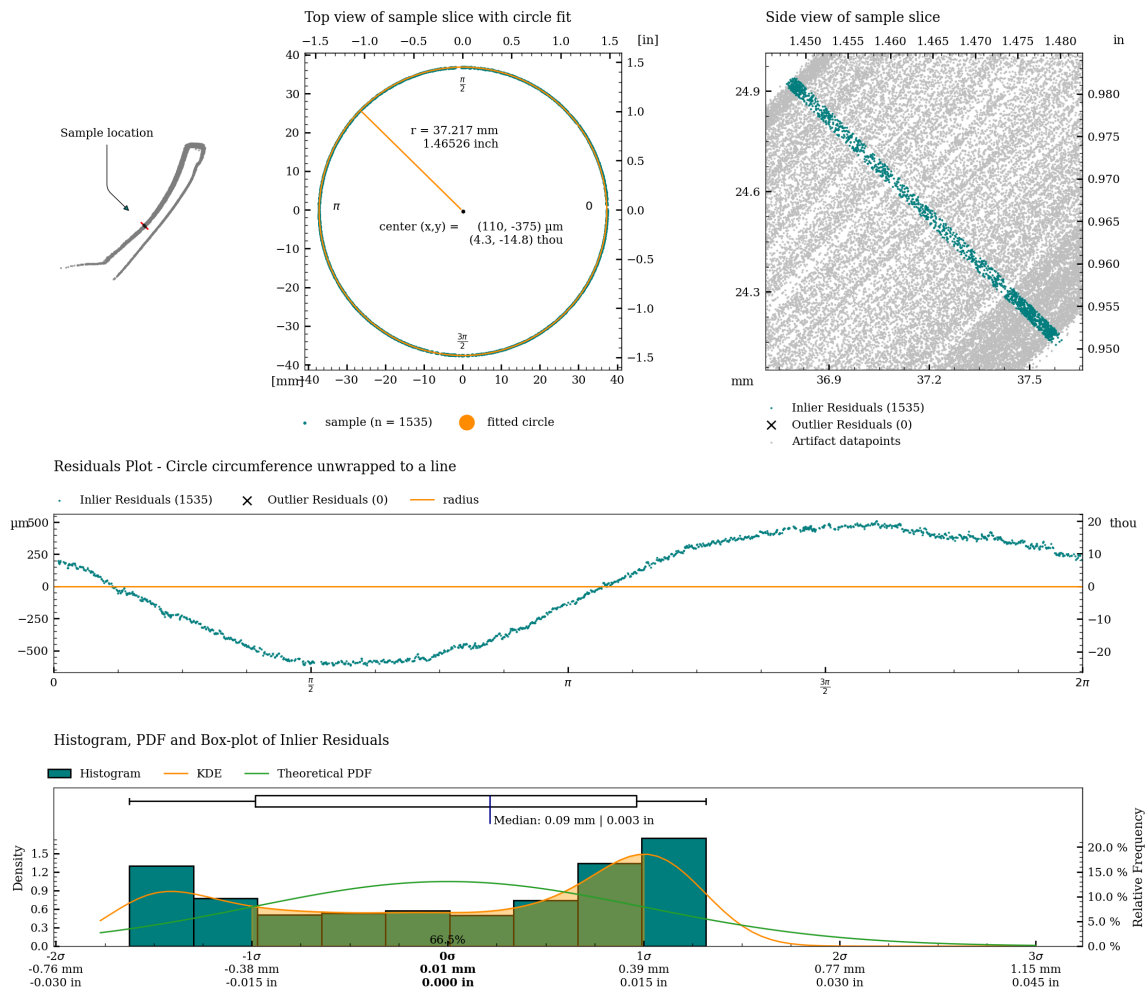 Top view of sample slice with circle fit
−1.5 −1.0 −0.5 0.0 0.5 1.0 1.5 [in]
Sample location
40
30
20
10
0
−10
−20
−30
−40
π/2
r = 37.217 mm
1.46526 inch
π
0
center (x,y) = (110, -375) µm
(4.3, -14.8) thou
3π/2
1.5
1.0
0.5
0.0
−0.5
−1.0
−1.5
[mm]
−40 −30 −20 −10 0 10 20 30 40
sample (n = 1535) fitted circle
Side view of sample slice
1.450 1.455 1.460 1.465 1.470 1.475 1.480 in
24.9
24.6
24.3
0.980
0.975
0.970
0.965
0.960
0.955
0.950
mm 36.9 37.2 37.5
Inlier Residuals (1535)
Outlier Residuals (0)
Artifact datapoints
Residuals Plot - Circle circumference unwrapped to a line
Inlier Residuals (1535) Outlier Residuals (0) radius
µm
500
250
0
−250
−500
20
10
0
−10
−20
thou
0 π/2 π 3π/2 2π
Histogram, PDF and Box-plot of Inlier Residuals
Histogram KDE Theoretical PDF
Median: 0.09 mm | 0.003 in
Density
1.5
1.2
0.9
0.6
0.3
0.0
66.5%
20.0 %
15.0 %
10.0 %
5.0 %
0.0 %
Relative Frequency
-2σ -1σ 0σ 1σ 2σ 3σ
-0.76 mm -0.38 mm 0.01 mm 0.39 mm 0.77 mm 1.15 mm
-0.030 in -0.015 in 0.000 in 0.015 in 0.030 in 0.045 in